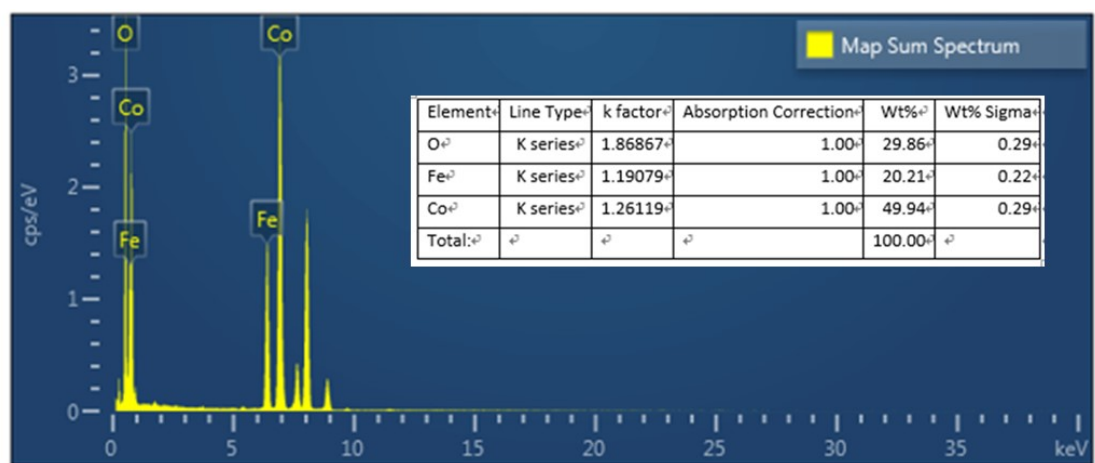 O
Co
Map Sum Spectrum
3
Co
Element Line Type k factor Absorption Correction Wt% Wt% Sigma
O K series 1.86867 1.00 29.86 0.29
Fe K series 1.19079 1.00 20.21 0.22
Co K series 1.26119 1.00 49.94 0.29
Total: 100.00
2
cps/eV
Fe
Fe
1
0
0 5 10 15 20 25 30 35 keV